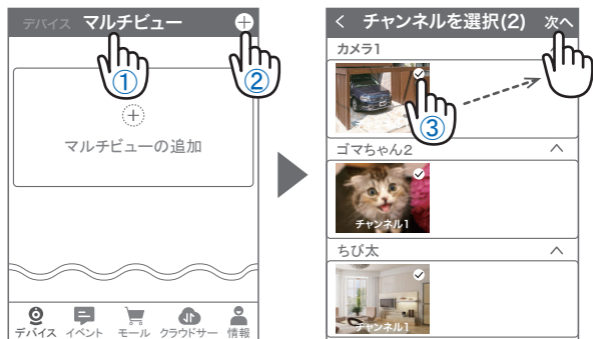 デバイス マルチビュー
①
②
マルチビューの追加
デバイス イベント モール クラウドサー 情報
チャンネルを選択(2) 次へ
カメラ1
③
ゴマちゃん2
チャンネル1
ちび太
チャンネル1